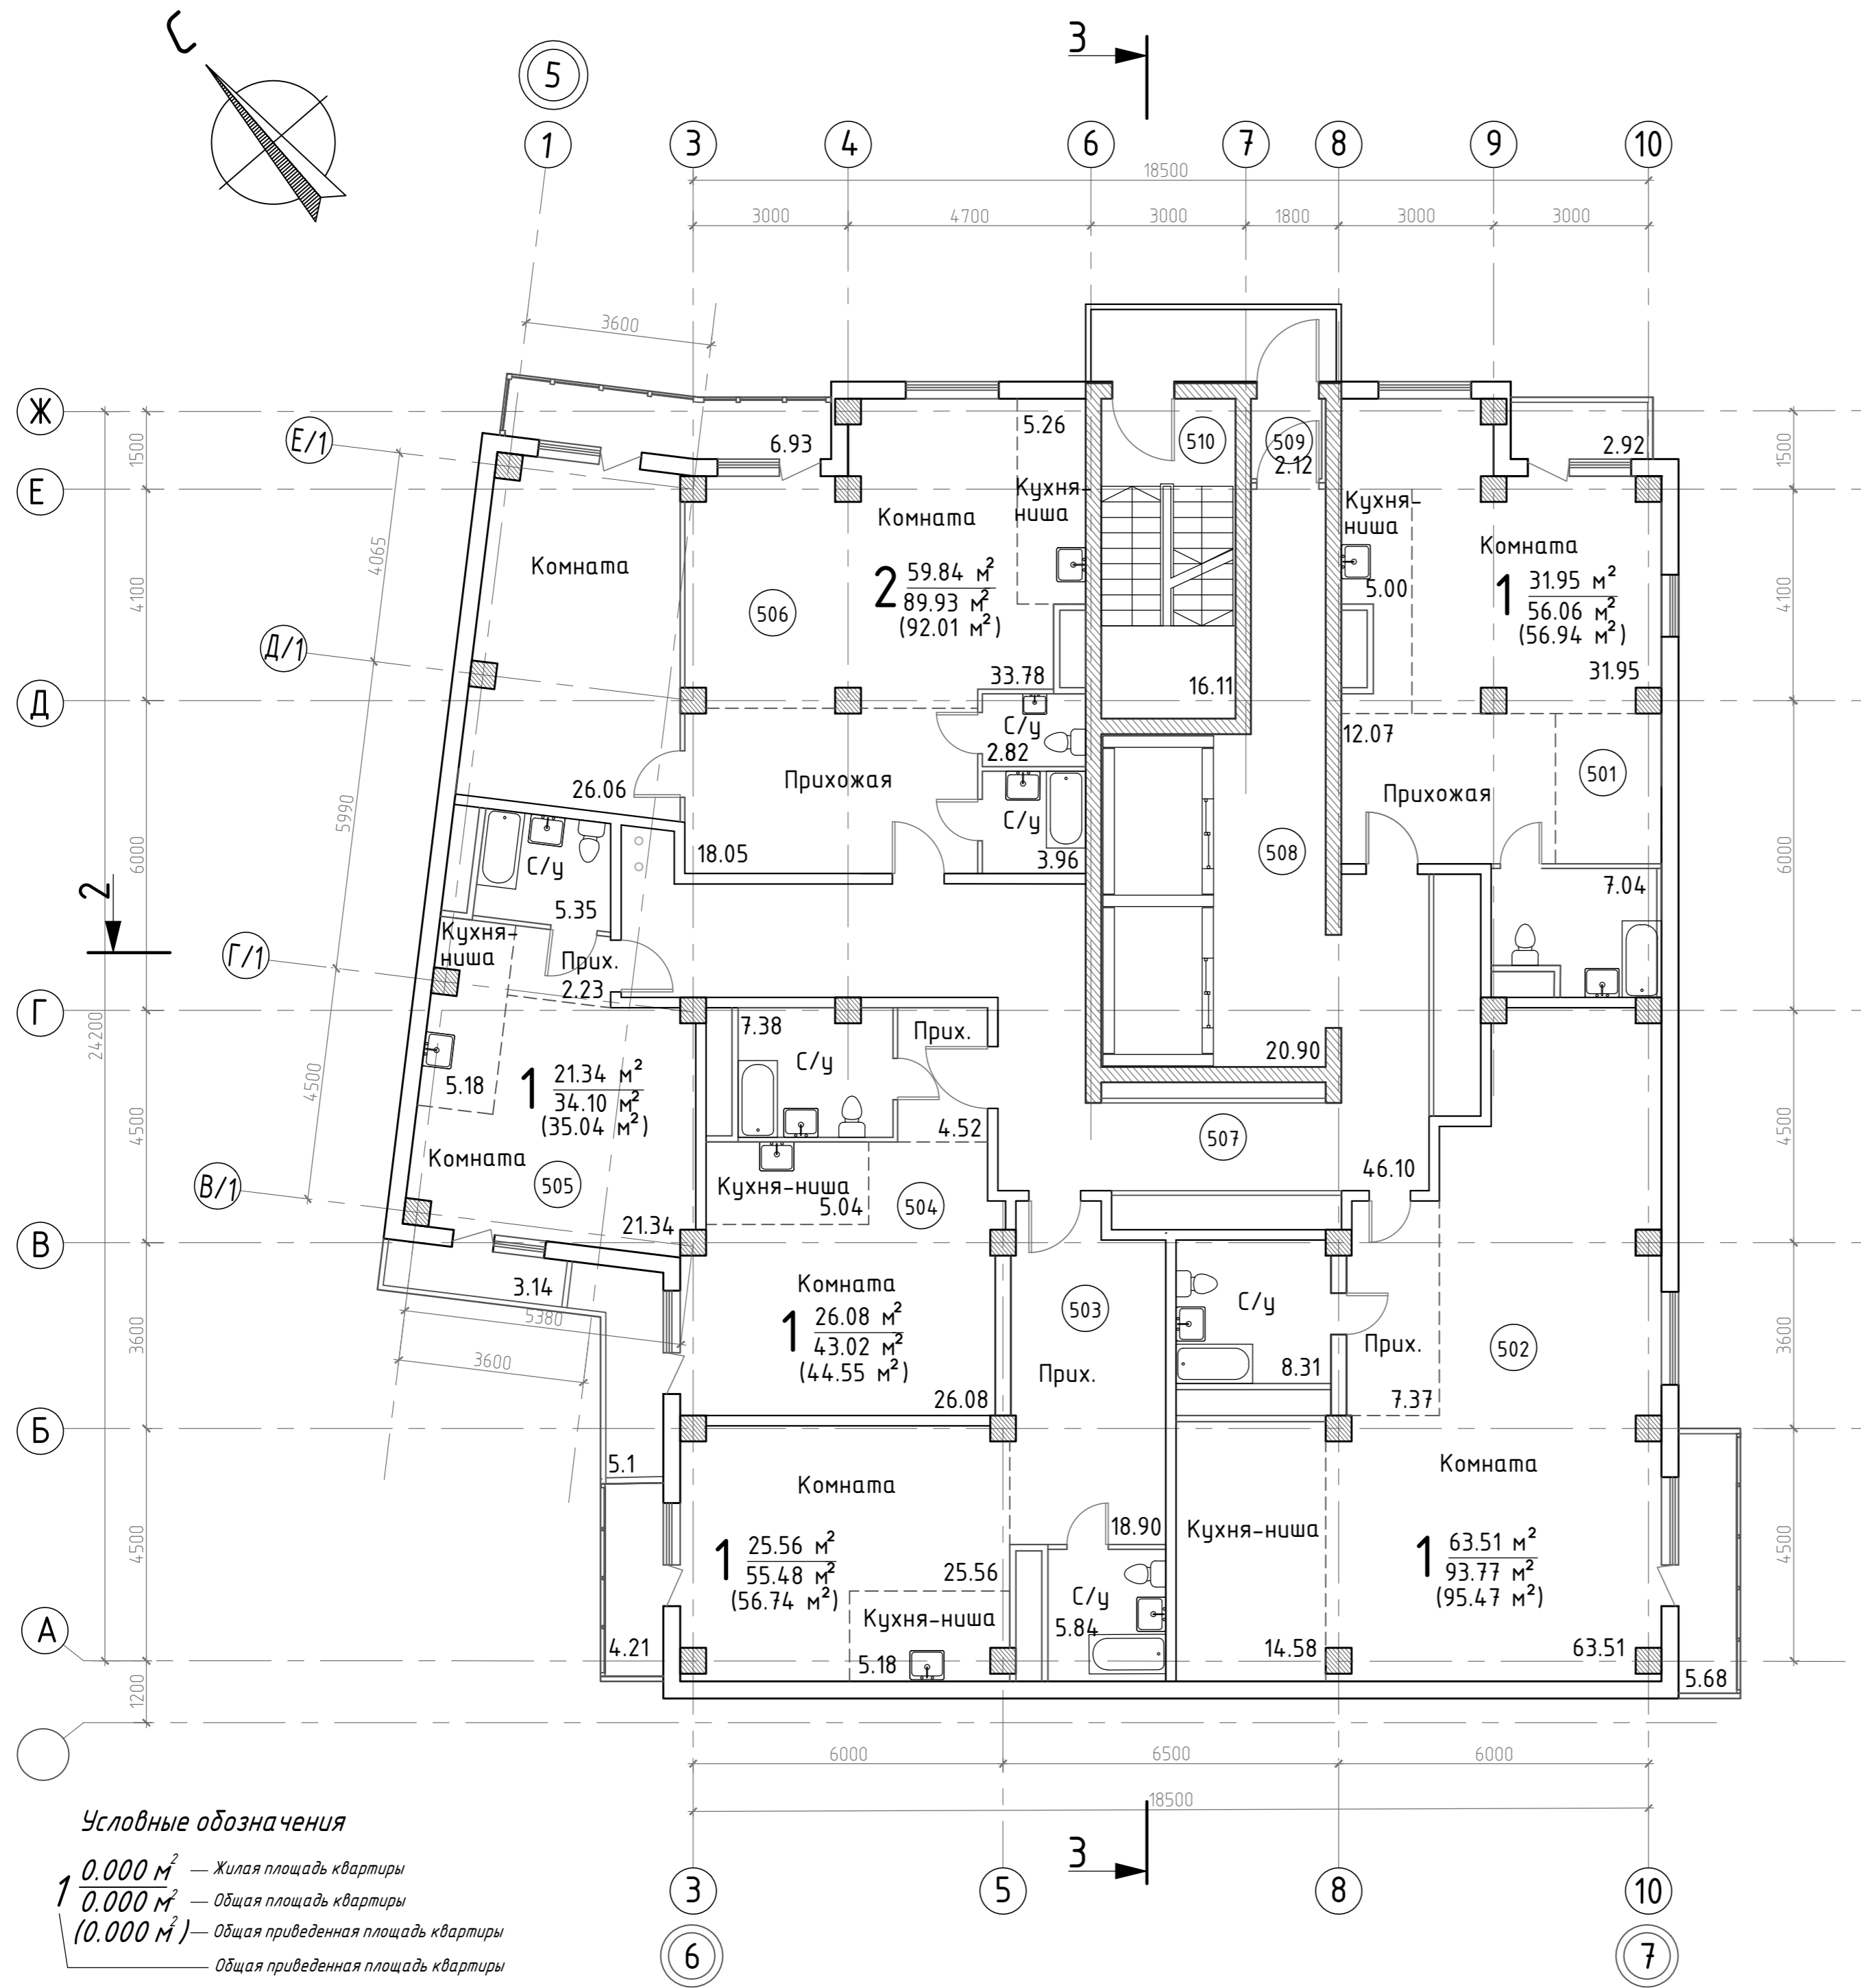 С
5
3
1
3
4
6
7
8
9
10
18500
3000
4700
3000
1800
3000
3000
3600
Ж
Е/1
Е
Д/1
Д
Г/1
Г
В/1
В
Б
А
1500
4100
6000
24200
4500
3600
4500
1200
4065
5990
4500
1500
4100
6000
4500
3600
4500
2
6.93
5.26
510
509
2.12
2.92
Комната
Комната
Кухня-
ниша
506
2
59.84 м²
89.93 м²
(92.01 м²)
33.78
26.06
Прихожая
18.05
С/у
2.82
С/у
3.96
16.11
508
20.90
Кухня-
ниша
5.00
Комната
1
31.95 м²
56.06 м²
(56.94 м²)
31.95
12.07
Прихожая
501
7.04
С/у
5.35
Кухня-
ниша
Прих.
2.23
5.18
1
21.34 м²
34.10 м²
(35.04 м²)
Комната
505
21.34
3.14
5380
3600
7.38
С/у
Прих.
4.52
Кухня-ниша
5.04
504
Комната
1
26.08 м²
43.02 м²
(44.55 м²)
26.08
507
46.10
503
Прих.
18.90
С/у
8.31
Прих.
7.37
502
5.1
4.21
Комната
1
25.56 м²
55.48 м²
(56.74 м²)
25.56
Кухня-ниша
5.18
С/у
5.84
Кухня-ниша
14.58
Комната
1
63.51 м²
93.77 м²
(95.47 м²)
63.51
5.68
6000
6500
6000
18500
3
3
5
8
10
6
7
Условные обозначения
1
0.000 м² — Жилая площадь квартиры
0.000 м² — Общая площадь квартиры
(0.000 м²) — Общая приведенная площадь квартиры
Общая приведенная площадь квартиры